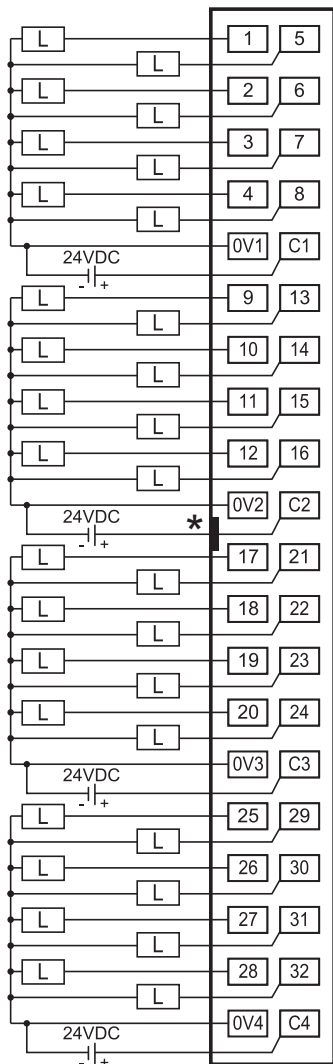 L 1 5
L
L 2 6
L
L 3 7
L
L 4 8
L
0V1 C1
24VDC
- +
L 9 13
L
L 10 14
L
L 11 15
L
L 12 16
L
0V2 C2
24VDC *
- +
L 17 21
L
L 18 22
L
L 19 23
L
L 20 24
L
0V3 C3
24VDC
- +
L 25 29
L
L 26 30
L
L 27 31
L
L 28 32
L
0V4 C4
24VDC
- +